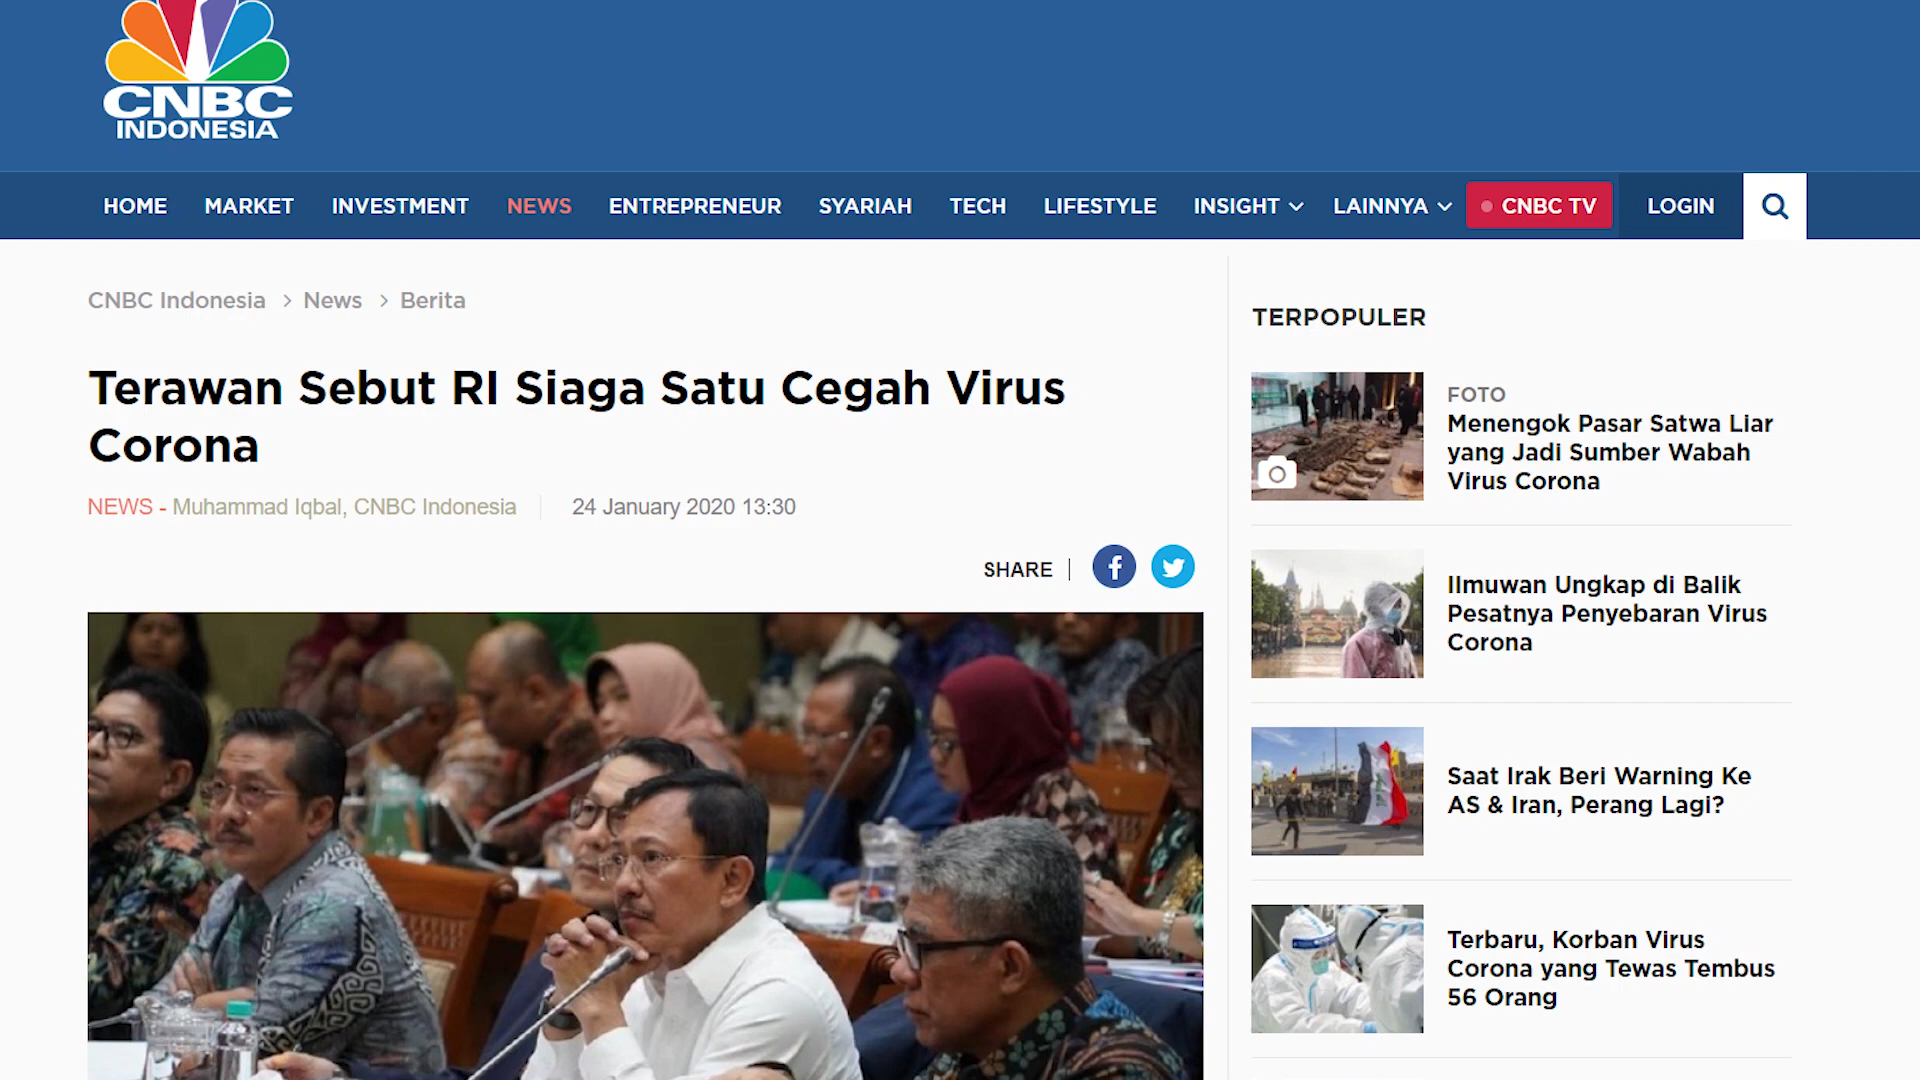 CNBC
INDONESIA
HOME MARKET INVESTMENT NEWS ENTREPRENEUR SYARIAH TECH LIFESTYLE INSIGHT LAINNYA CNBC TV LOGIN
CNBC Indonesia > News > Berita
Terawan Sebut RI Siaga Satu Cegah Virus
Corona
NEWS - Muhammad Iqbal, CNBC Indonesia 24 January 2020 13:30
SHARE |
TERPOPULER
FOTO
Menengok Pasar Satwa Liar
yang Jadi Sumber Wabah
Virus Corona
Ilmuwan Ungkap di Balik
Pesatnya Penyebaran Virus
Corona
Saat Irak Beri Warning Ke
AS & Iran, Perang Lagi?
Terbaru, Korban Virus
Corona yang Tewas Tembus
56 Orang